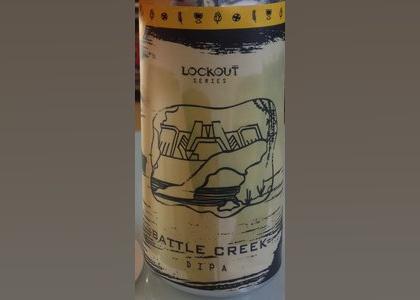 LOCKOUT
SERIES
BATTLE CREEK
DIPA